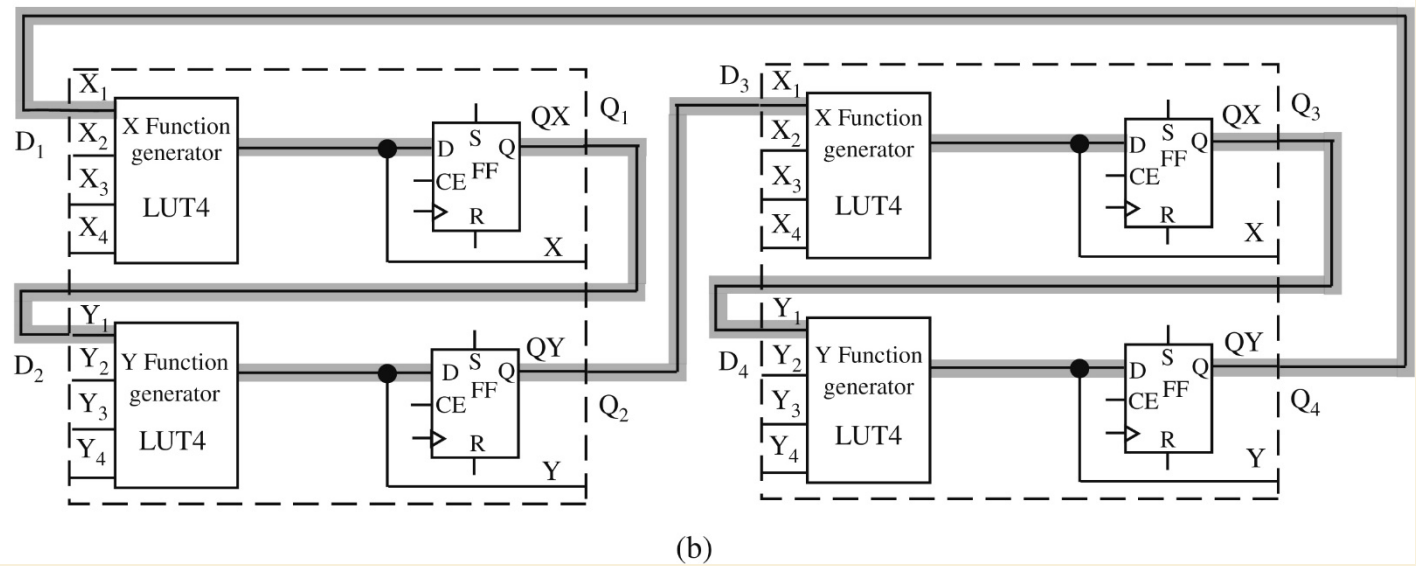 X₁
D₁
X₂
X₃
X₄
X Function
generator
LUT4
D
S
Q
FF
CE
R
QX
Q₁
X
Y₁
D₂
Y₂
Y₃
Y₄
Y Function
generator
LUT4
D
S
Q
FF
CE
R
QY
Q₂
Y
D₃
X₁
X₂
X₃
X₄
X Function
generator
LUT4
D
S
Q
FF
CE
R
QX
Q₃
X
Y₁
D₄
Y₂
Y₃
Y₄
Y Function
generator
LUT4
D
S
Q
FF
CE
R
QY
Q₄
Y
(b)